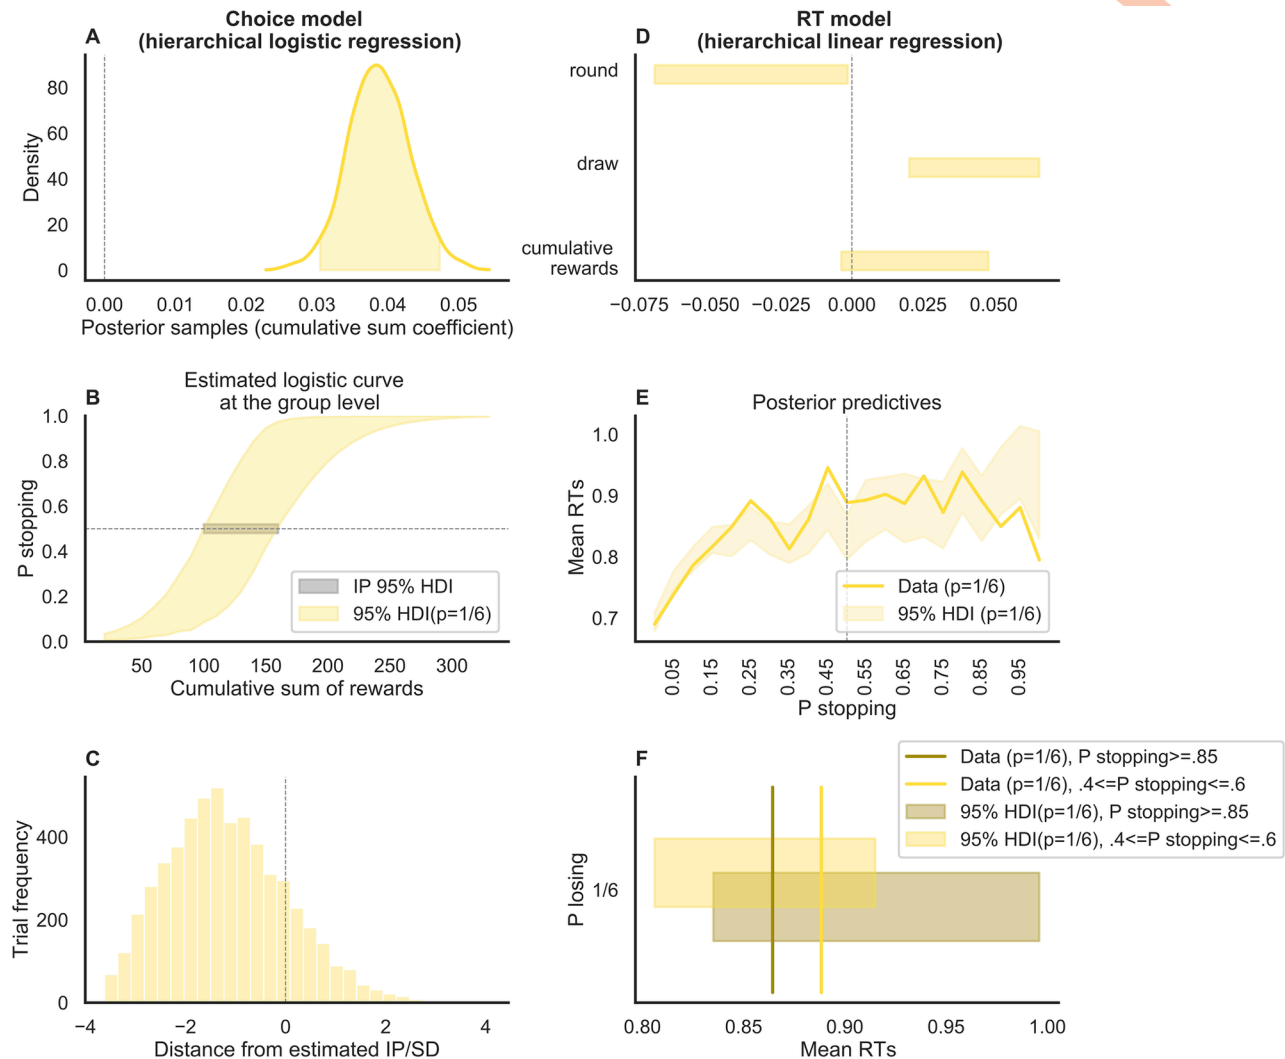 A
Choice model
(hierarchical logistic regression)
Density
80
60
40
20
0
0.00 0.01 0.02 0.03 0.04 0.05
Posterior samples (cumulative sum coefficient)
D
RT model
(hierarchical linear regression)
round
draw
cumulative
rewards
−0.075 −0.050 −0.025 0.000 0.025 0.050
B
Estimated logistic curve
at the group level
P stopping
1.0
0.8
0.6
0.4
0.2
0.0
IP 95% HDI
95% HDI(p=1/6)
50 100 150 200 250 300
Cumulative sum of rewards
E
Posterior predictives
Mean RTs
1.0
0.9
0.8
0.7
Data (p=1/6)
95% HDI (p=1/6)
0.05 0.15 0.25 0.35 0.45 0.55 0.65 0.75 0.85 0.95
P stopping
C
Trial frequency
400
200
0
−4 −2 0 2 4
Distance from estimated IP/SD
F
Data (p=1/6), P stopping>=.85
Data (p=1/6), .4<=P stopping<=.6
95% HDI(p=1/6), P stopping>=.85
95% HDI(p=1/6), .4<=P stopping<=.6
P losing
1/6
0.80 0.85 0.90 0.95 1.00
Mean RTs